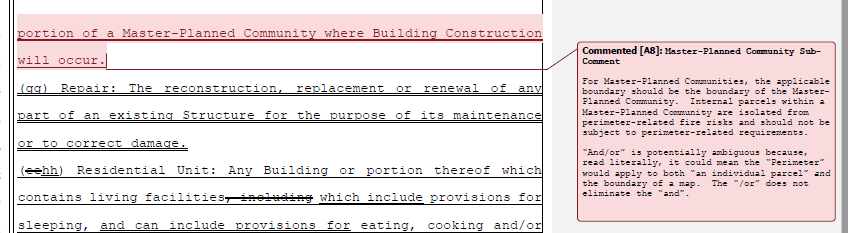 portion of a Master-Planned Community where Building Construction
will occur.
(gg) Repair: The reconstruction, replacement or renewal of any
part of an existing Structure for the purpose of its maintenance
or to correct damage.
(eehh) Residential Unit: Any Building or portion thereof which
contains living facilities, including which include provisions for
sleeping, and can include provisions for eating, cooking and/or
Commented [A8]: Master-Planned Community Sub-
Comment
For Master-Planned Communities, the applicable
boundary should be the boundary of the Master-
Planned Community. Internal parcels within a
Master-Planned Community are isolated from
perimeter-related fire risks and should not be
subject to perimeter-related requirements.
“And/or” is potentially ambiguous because,
read literally, it could mean the “Perimeter”
would apply to both “an individual parcel” and
the boundary of a map. The “/or” does not
eliminate the “and”.